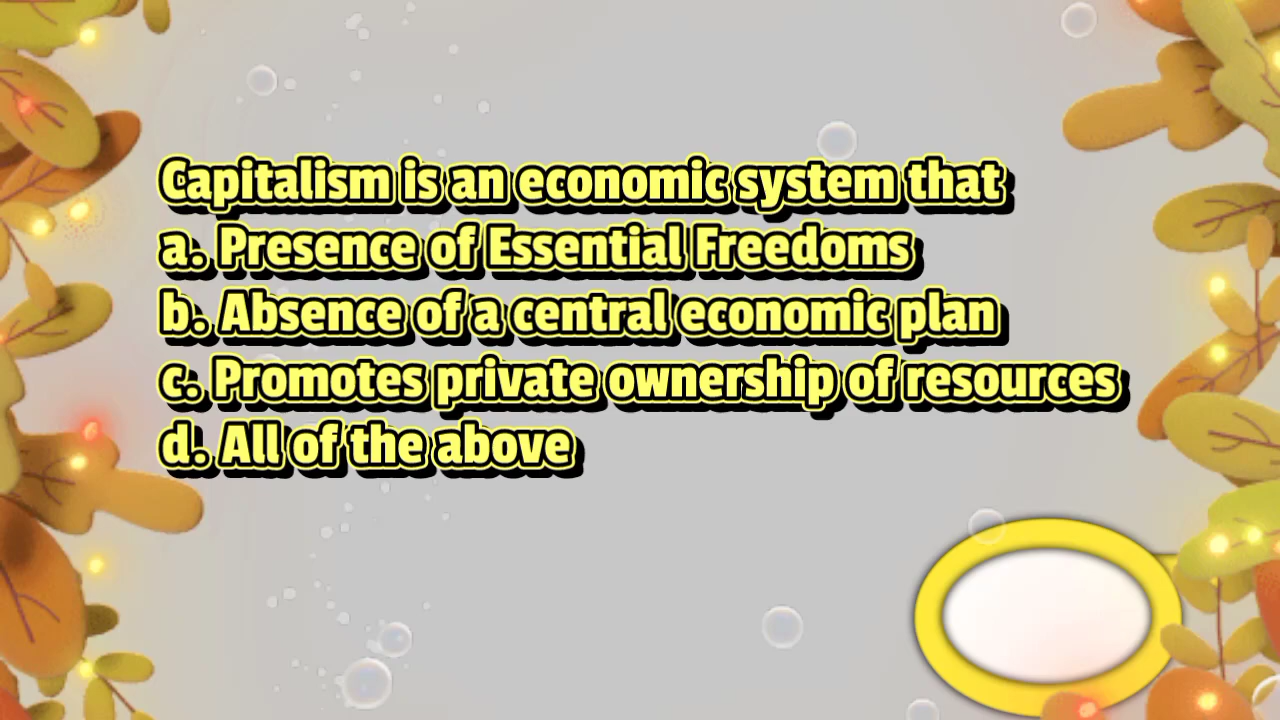 Capitalism is an economic system that
a. Presence of Essential Freedoms
b. Absence of a central economic plan
c. Promotes private ownership of resources
d. All of the above